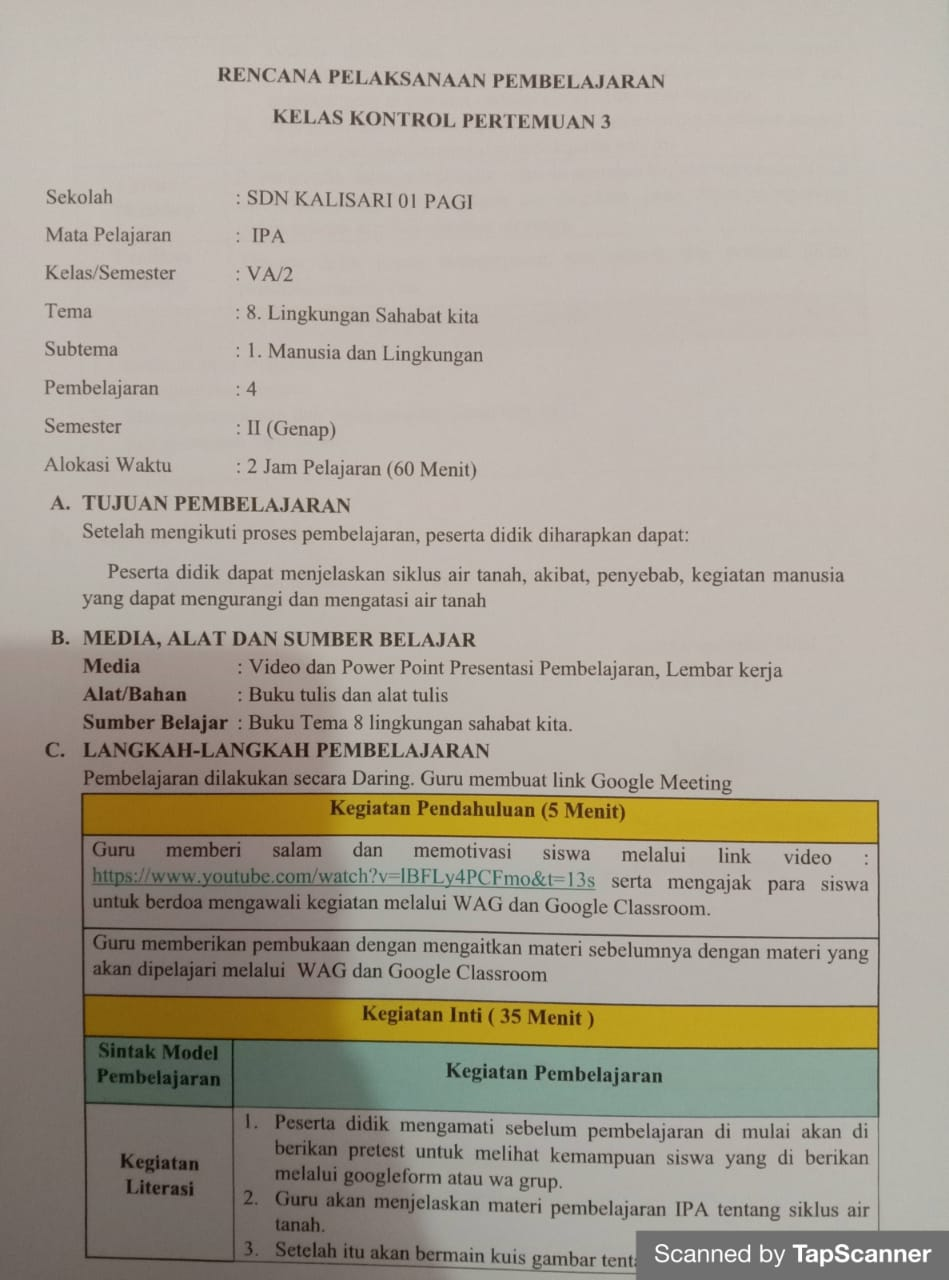 RENCANA PELAKSANAAN PEMBELAJARAN
KELAS KONTROL PERTEMUAN 3
Sekolah : SDN KALISARI 01 PAGI
Mata Pelajaran : IPA
Kelas/Semester : VA/2
Tema : 8. Lingkungan Sahabat kita
Subtema : 1. Manusia dan Lingkungan
Pembelajaran : 4
Semester : II (Genap)
Alokasi Waktu : 2 Jam Pelajaran (60 Menit)
A. TUJUAN PEMBELAJARAN
Setelah mengikuti proses pembelajaran, peserta didik diharapkan dapat:
Peserta didik dapat menjelaskan siklus air tanah, akibat, penyebab, kegiatan manusia
yang dapat mengurangi dan mengatasi air tanah
B. MEDIA, ALAT DAN SUMBER BELAJAR
Media : Video dan Power Point Presentasi Pembelajaran, Lembar kerja
Alat/Bahan : Buku tulis dan alat tulis
Sumber Belajar : Buku Tema 8 lingkungan sahabat kita.
C. LANGKAH-LANGKAH PEMBELAJARAN
Pembelajaran dilakukan secara Daring. Guru membuat link Google Meeting
Kegiatan Pendahuluan (5 Menit)
Guru memberi salam dan memotivasi siswa melalui link video :
https://www.youtube.com/watch?v=lBFLy4PCFmo&t=13s serta mengajak para siswa
untuk berdoa mengawali kegiatan melalui WAG dan Google Classroom.
Guru memberikan pembukaan dengan mengaitkan materi sebelumnya dengan materi yang
akan dipelajari melalui WAG dan Google Classroom
Kegiatan Inti ( 35 Menit )
Sintak Model
Pembelajaran
Kegiatan Pembelajaran
Kegiatan
Literasi
1. Peserta didik mengamati sebelum pembelajaran di mulai akan di
berikan pretest untuk melihat kemampuan siswa yang di berikan
melalui googleform atau wa grup.
2. Guru akan menjelaskan materi pembelajaran IPA tentang siklus air
tanah.
3. Setelah itu akan bermain kuis gambar
Scanned by TapScanner